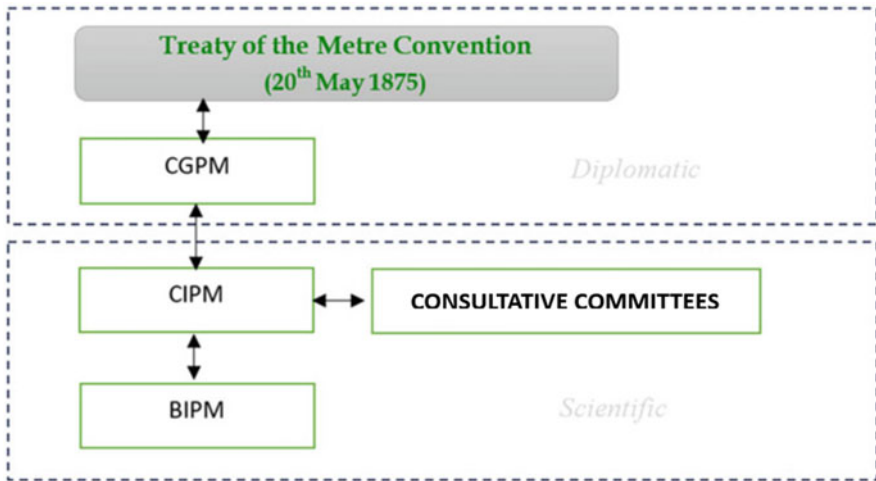 Treaty of the Metre Convention
(20th May 1875)
CGPM
Diplomatic
CIPM
CONSULTATIVE COMMITTEES
BIPM
Scientific